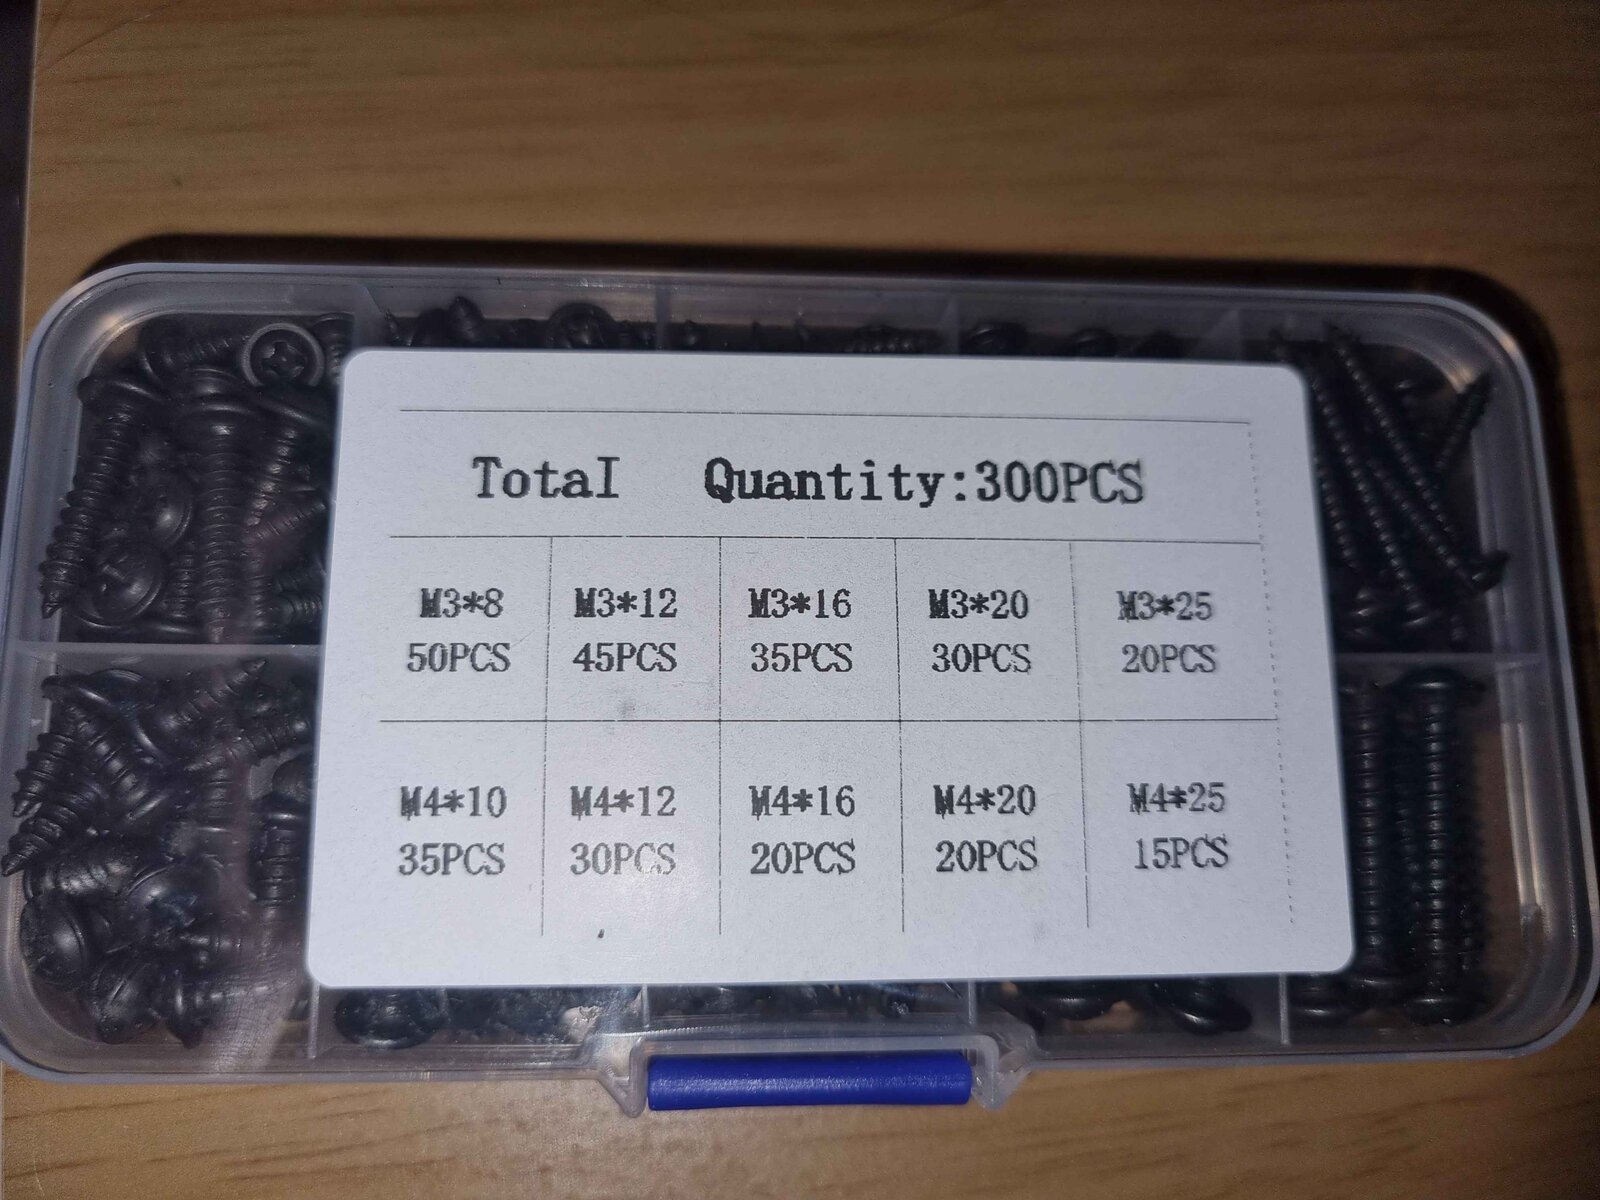 Total Quantity:300PCS
M3*8 M3*12 M3*16 M3*20 M3*25
50PCS 45PCS 35PCS 30PCS 20PCS
M4*10 M4*12 M4*16 M4*20 M4*25
35PCS 30PCS 20PCS 20PCS 15PCS